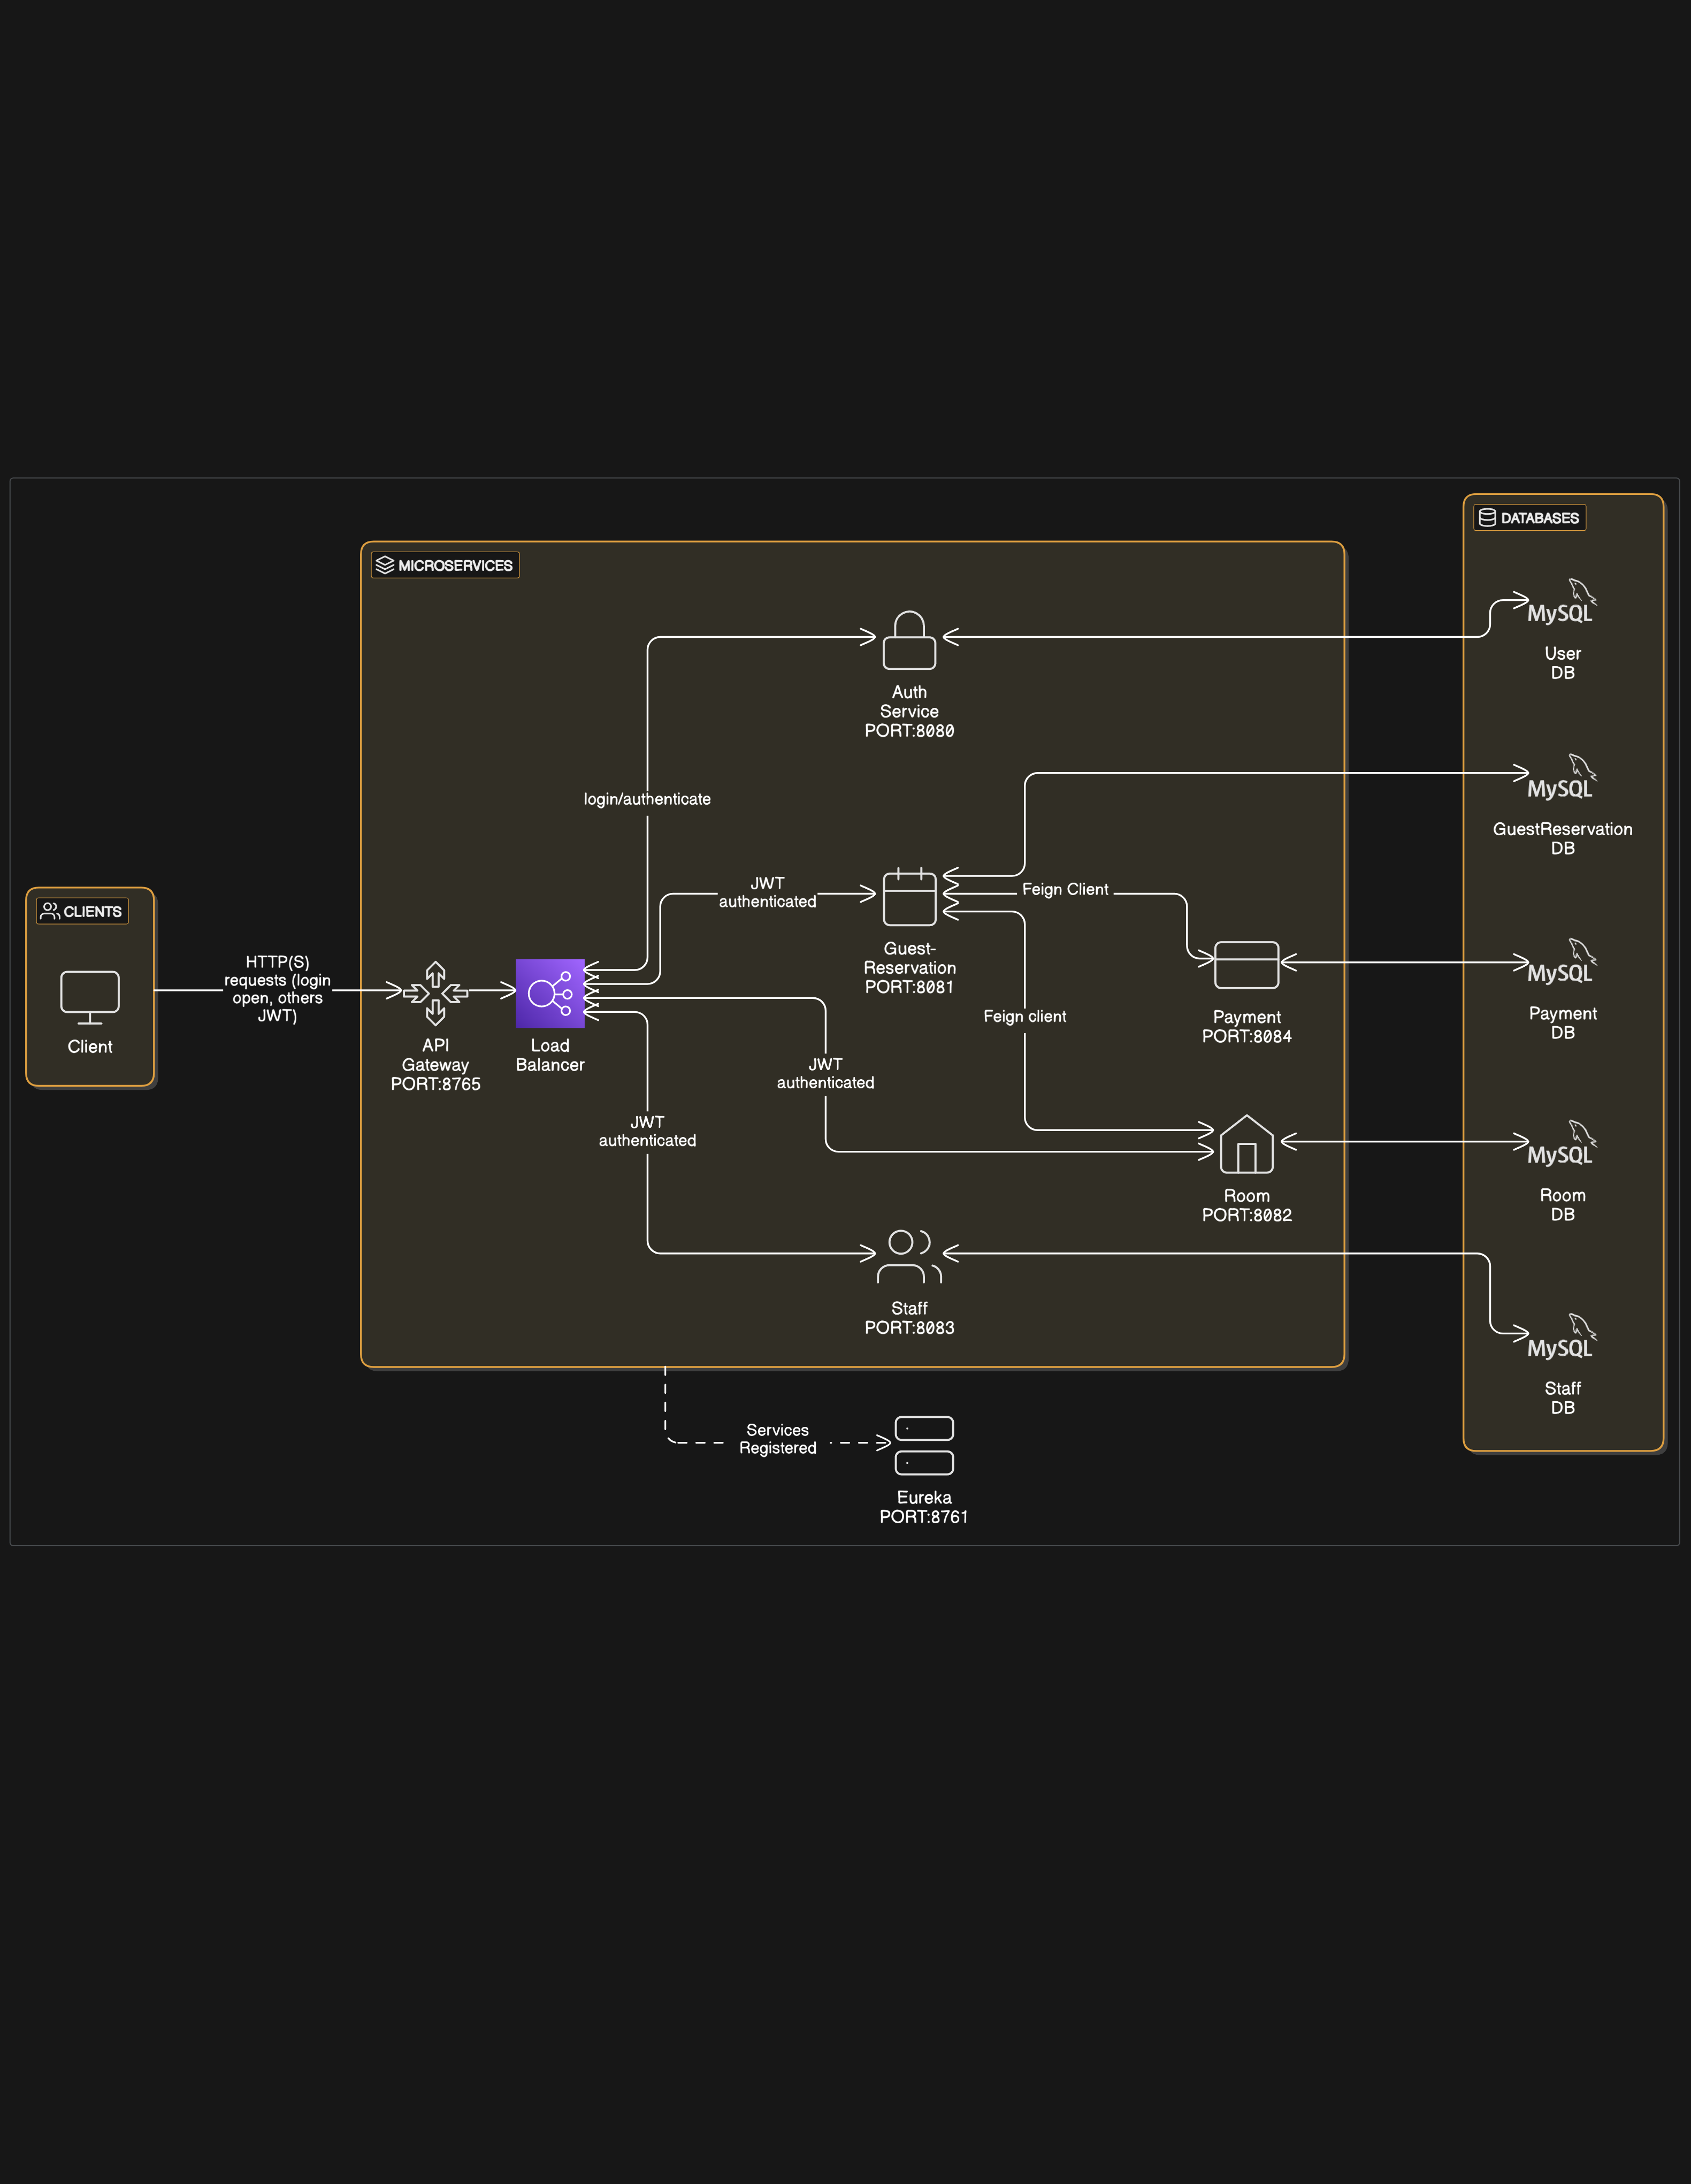 DATABASES
MICROSERVICES
MySQL
User
DB
Auth
Service
PORT:8080
login/authenticate
MySQL
GuestReservation
DB
JWT
authenticated
Feign Client
Guest-
Reservation
PORT:8081
CLIENTS
Client
HTTP(S)
requests (login
open, others
JWT)
API
Gateway
PORT:8765
Load
Balancer
Feign client
Payment
PORT:8084
MySQL
Payment
DB
JWT
authenticated
JWT
authenticated
Room
PORT:8082
MySQL
Room
DB
Staff
PORT:8083
MySQL
Staff
DB
Services
Registered
Eureka
PORT:8761